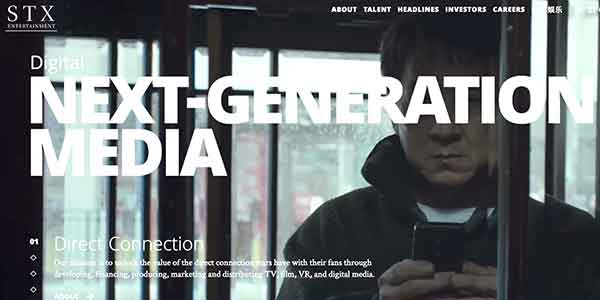 STX
ENTERTAINMENT
ABOUT TALENT HEADLINES INVESTORS CAREERS 娱乐
Digital
NEXT-GENERATION
MEDIA
01
Direct Connection
Our mission is to unlock the value of the direct connection stars have with their fans through
developing, financing, producing, marketing and distributing TV, film, VR, and digital media.
About